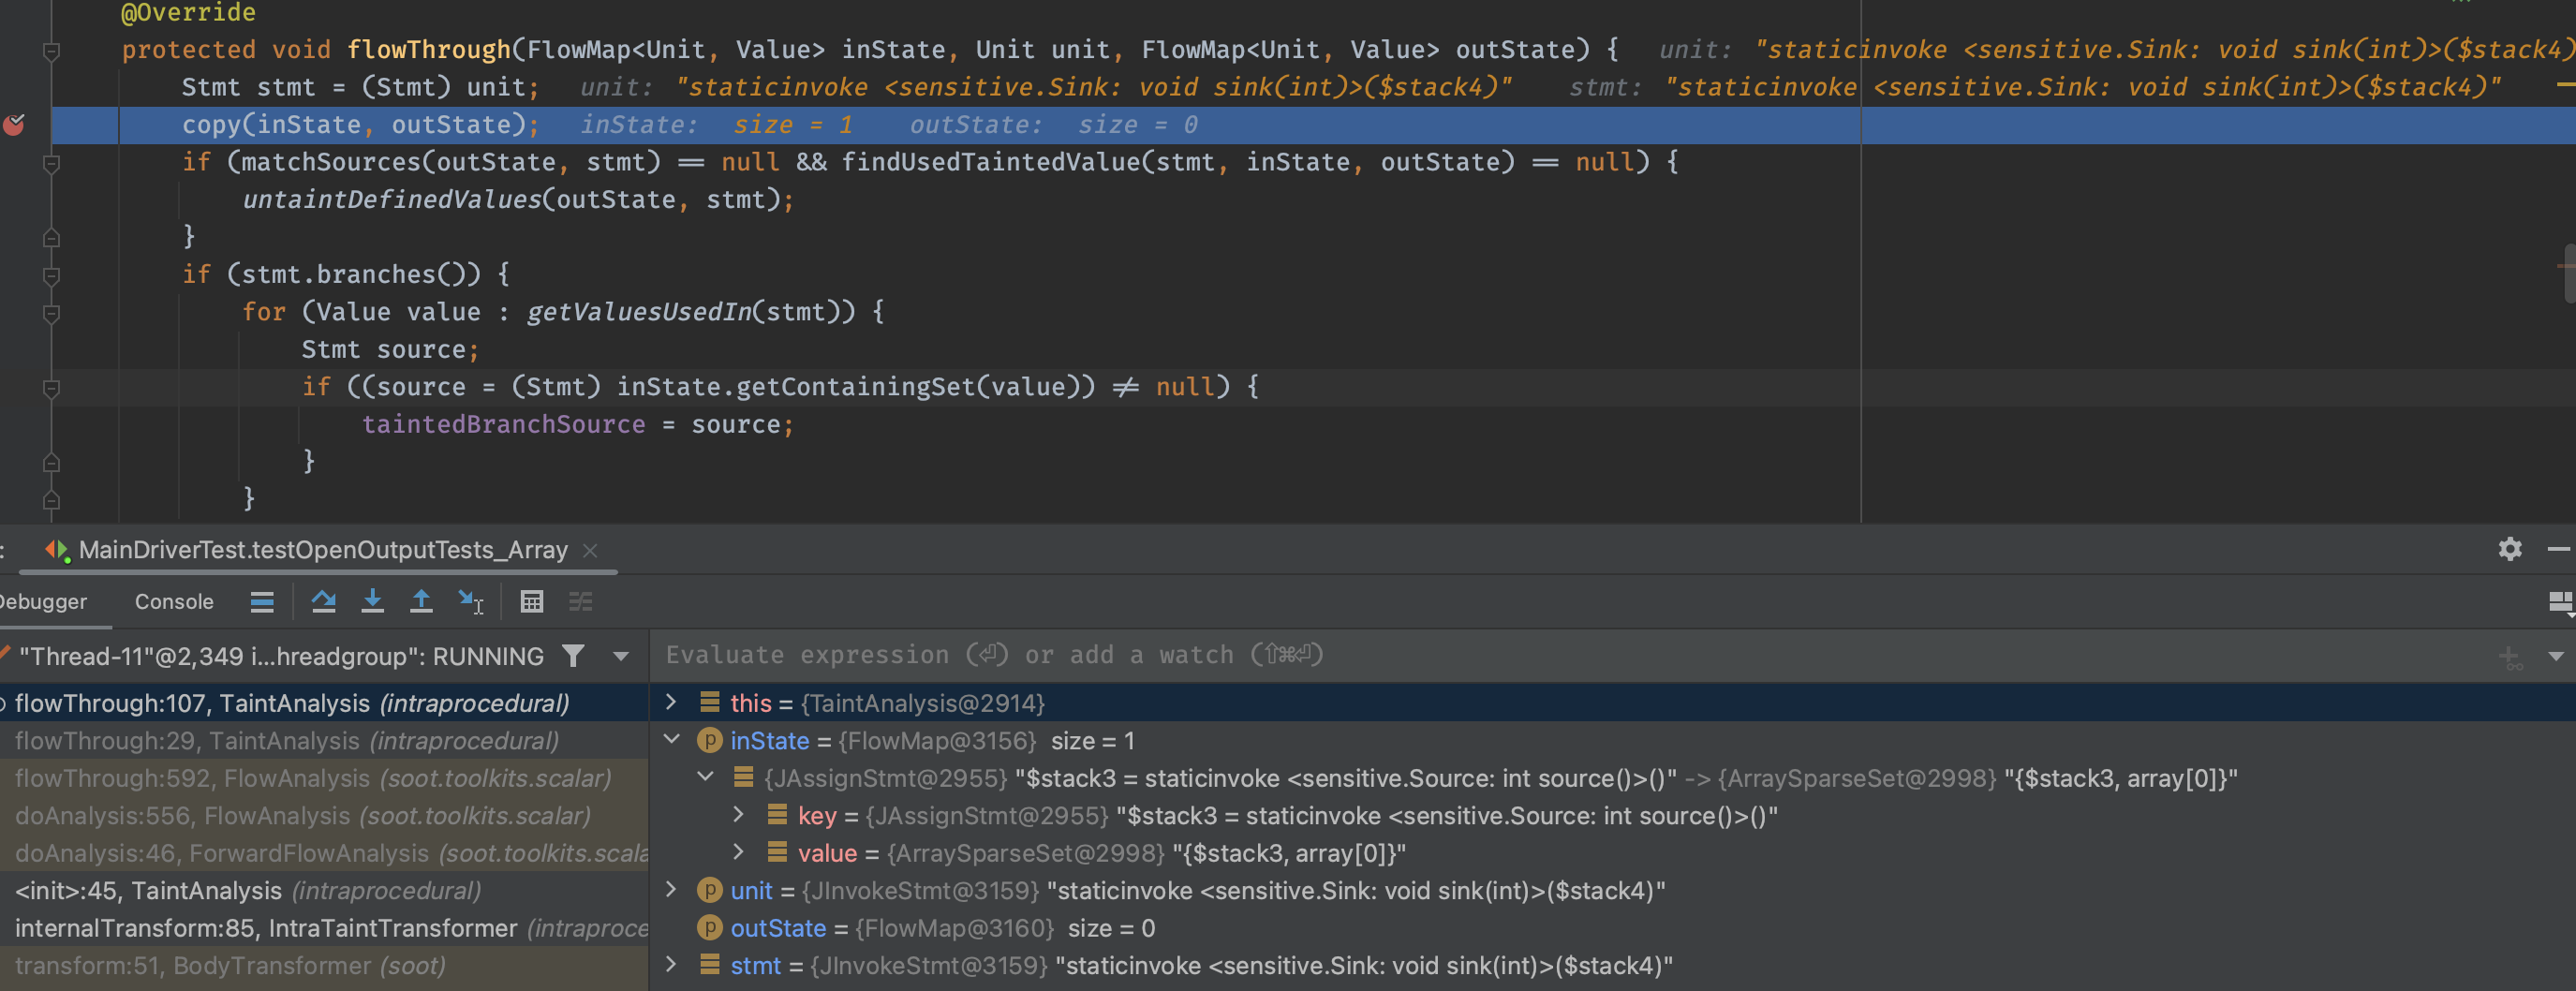 @Override
protected void flowThrough(FlowMap<Unit, Value> inState, Unit unit, FlowMap<Unit, Value> outState) {   unit: "staticinvoke <sensitive.Sink: void sink(int)>($stack4)
Stmt stmt = (Stmt) unit;   unit: "staticinvoke <sensitive.Sink: void sink(int)>($stack4)"   stmt: "staticinvoke <sensitive.Sink: void sink(int)>($stack4)"
copy(inState, outState);   inState:  size = 1   outState:  size = 0
if (matchSources(outState, stmt) == null && findUsedTaintedValue(stmt, inState, outState) == null) {
untaintDefinedValues(outState, stmt);
}
if (stmt.branches()) {
for (Value value : getValuesUsedIn(stmt)) {
Stmt source;
if ((source = (Stmt) inState.getContainingSet(value)) != null) {
taintedBranchSource = source;
}
}
: MainDriverTest.testOpenOutputTests_Array
Debugger Console
"Thread-11"@2,349 i...hreadgroup": RUNNING
Evaluate expression (⏎) or add a watch (⇧⌘⏎)
flowThrough:107, TaintAnalysis (intraprocedural)
flowThrough:29, TaintAnalysis (intraprocedural)
flowThrough:592, FlowAnalysis (soot.toolkits.scalar)
doAnalysis:556, FlowAnalysis (soot.toolkits.scalar)
doAnalysis:46, ForwardFlowAnalysis (soot.toolkits.scala
<init>:45, TaintAnalysis (intraprocedural)
internalTransform:85, IntraTaintTransformer (intraproce
transform:51, BodyTransformer (soot)
this = {TaintAnalysis@2914}
p inState = {FlowMap@3156} size = 1
{JAssignStmt@2955} "$stack3 = staticinvoke <sensitive.Source: int source()>()" -> {ArraySparseSet@2998} "{$stack3, array[0]}"
key = {JAssignStmt@2955} "$stack3 = staticinvoke <sensitive.Source: int source()>()"
value = {ArraySparseSet@2998} "{$stack3, array[0]}"
p unit = {JInvokeStmt@3159} "staticinvoke <sensitive.Sink: void sink(int)>($stack4)"
p outState = {FlowMap@3160} size = 0
stmt = {JInvokeStmt@3159} "staticinvoke <sensitive.Sink: void sink(int)>($stack4)"